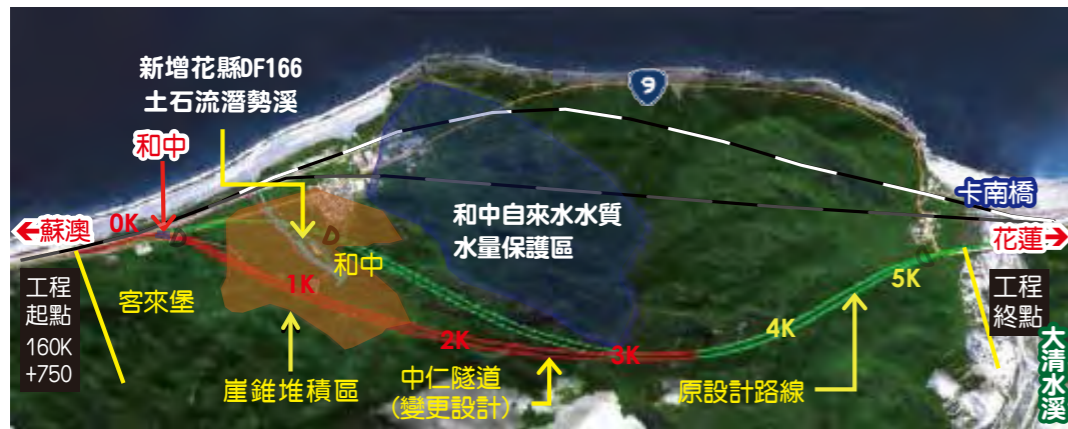 新增花縣DF166
土石流潛勢溪
和中
9
卡南橋
←蘇澳
0K
和中自來水水質
水量保護區
花蓮→
D
和中
工程
起點
160K
+750
客來堡
1K
2K
3K
4K
5K
工程
終點
大清水溪
崖錐堆積區
中仁隧道
(變更設計)
原設計路線